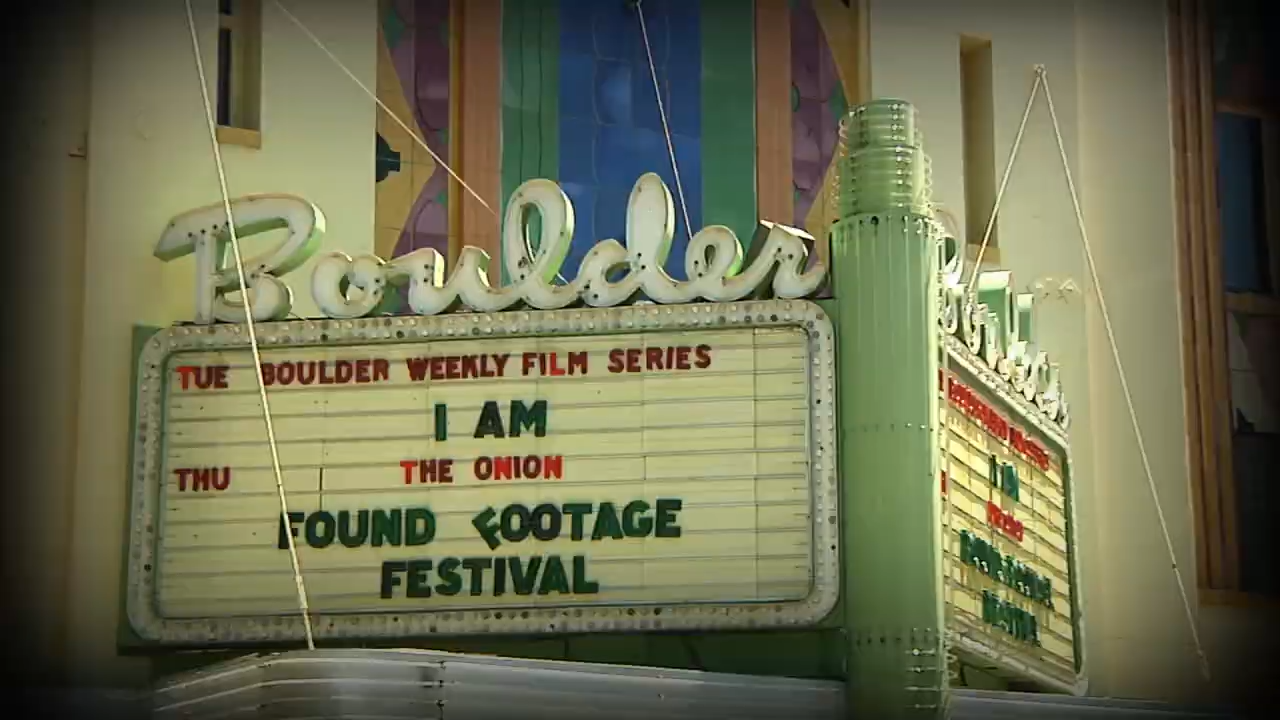 Boulder
TUE BOULDER WEEKLY FILM SERIES
I AM
THU THE ONION
FOUND FOOTAGE
FESTIVAL